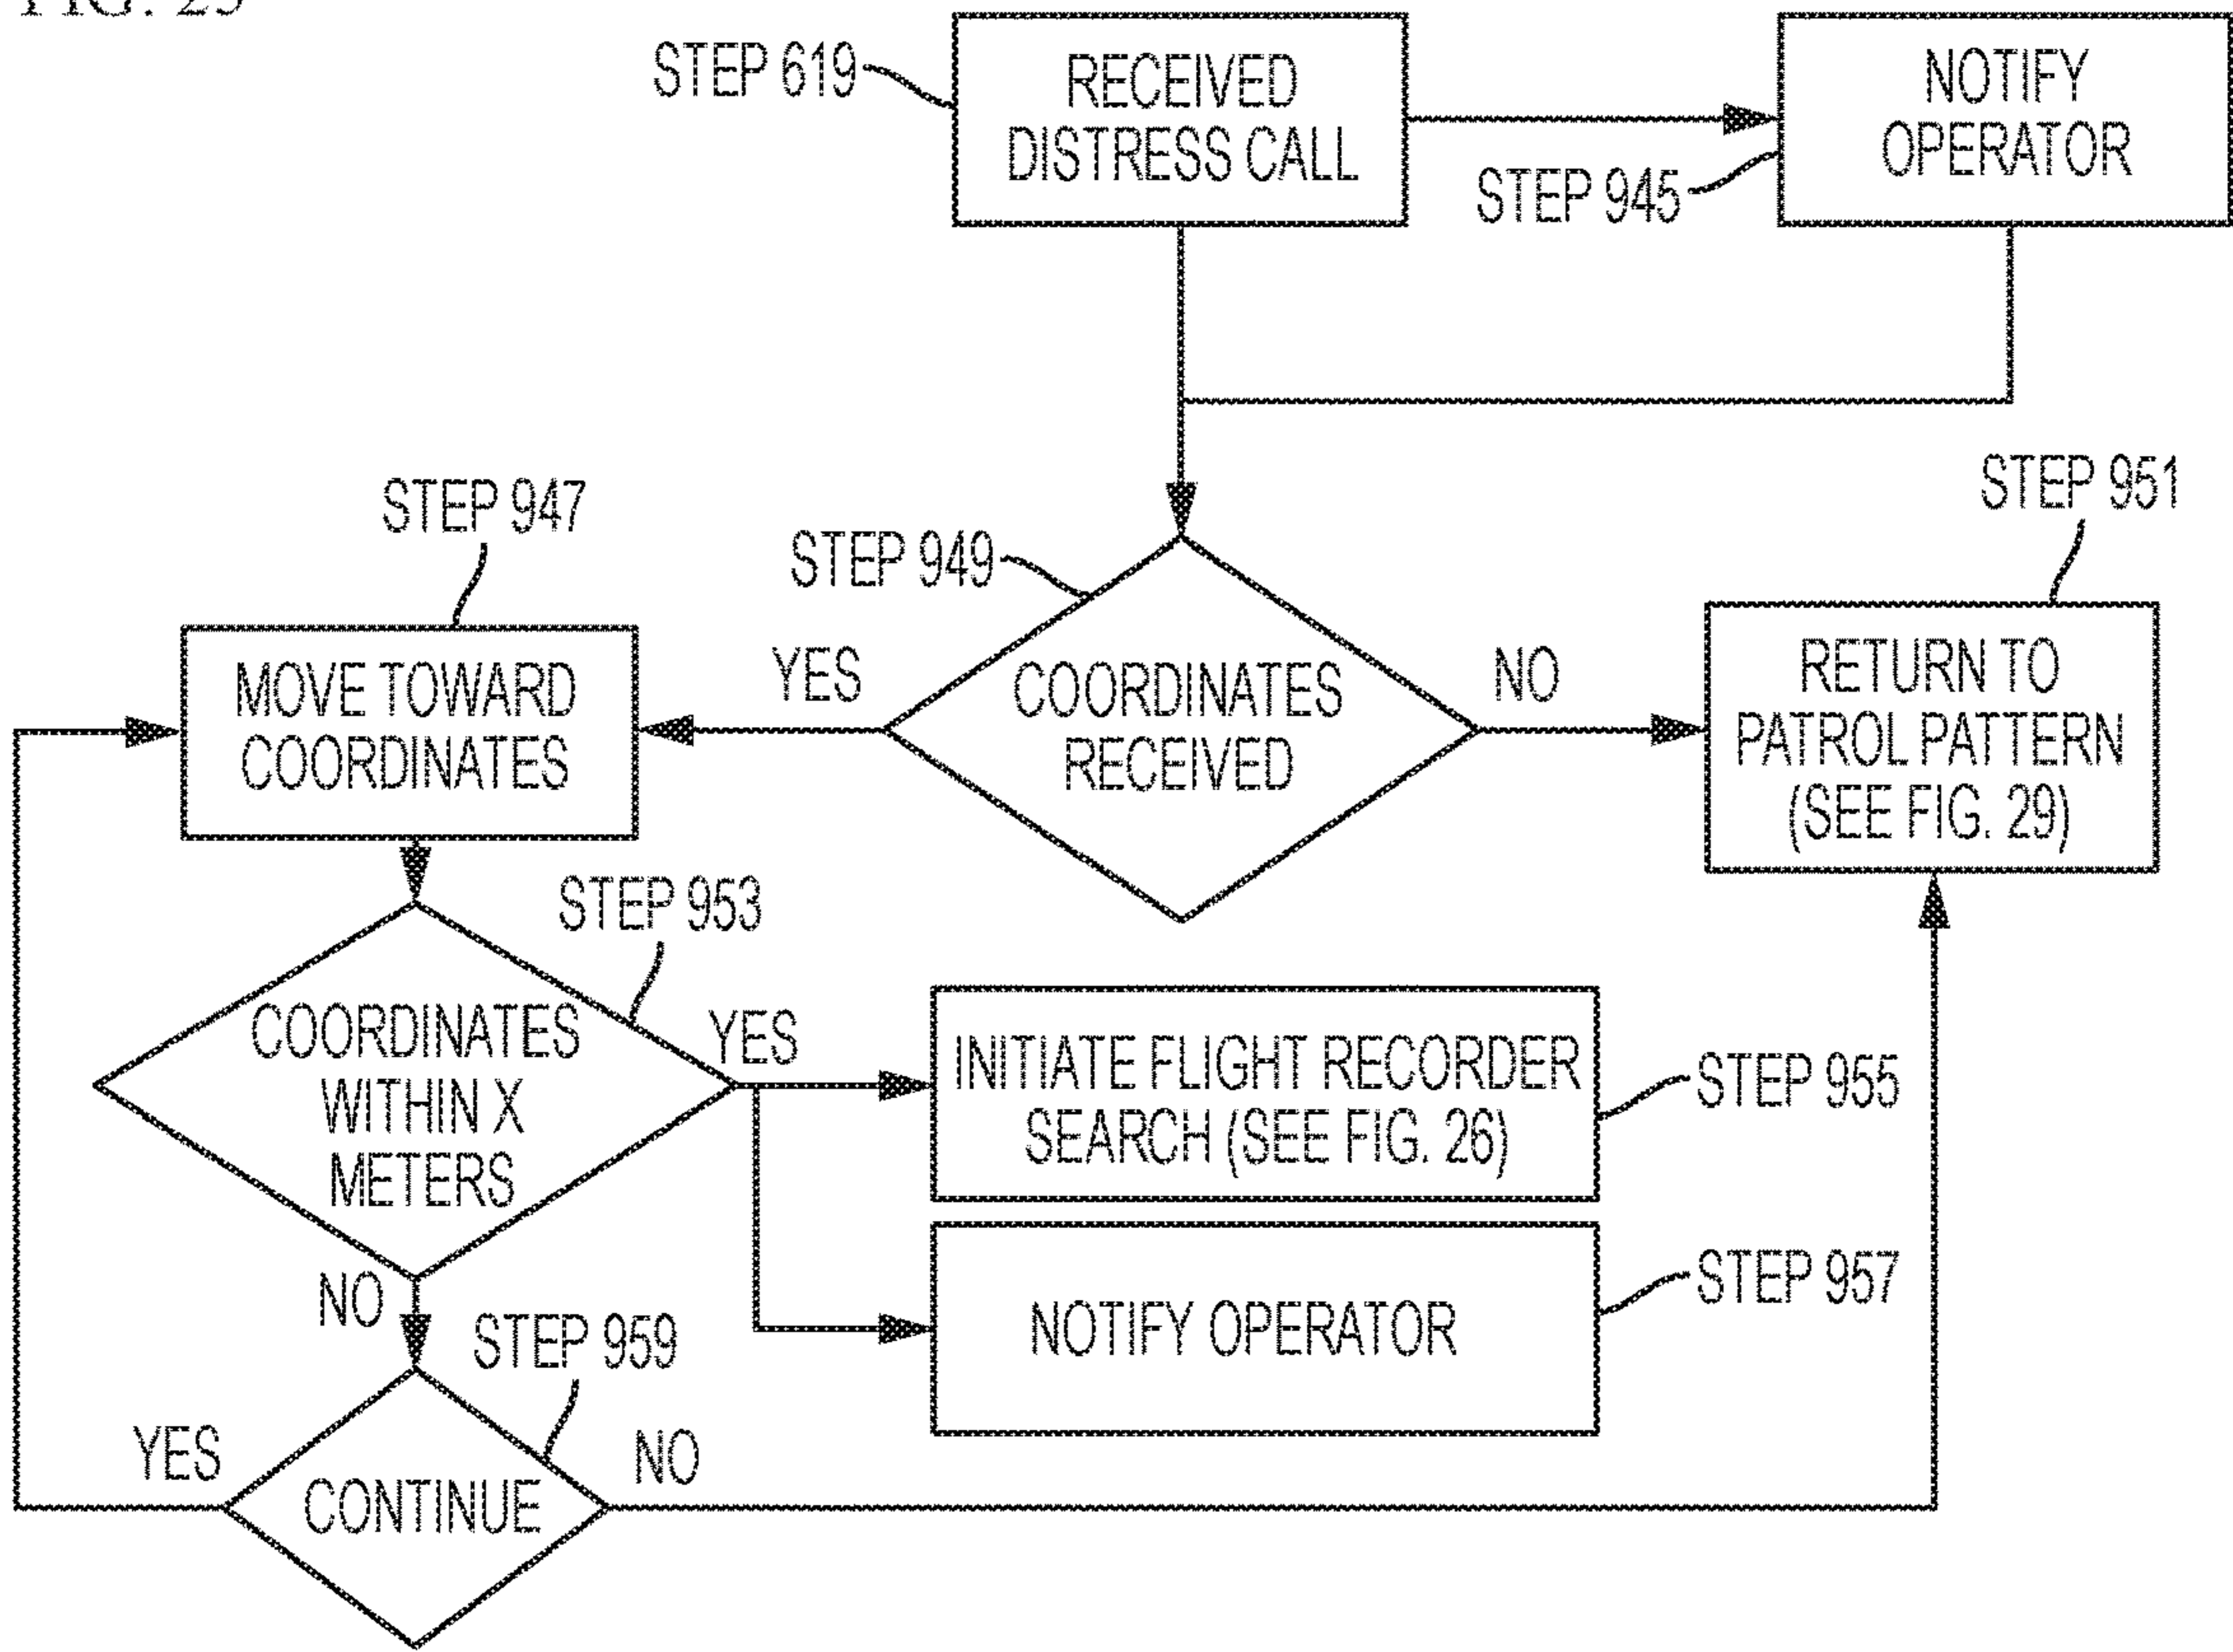 FIG. 25
STEP 619
RECEIVED
DISTRESS CALL
NOTIFY
OPERATOR
STEP 945
STEP 947
STEP 949
STEP 951
MOVE TOWARD
COORDINATES
YES
COORDINATES
RECEIVED
NO
RETURN TO
PATROL PATTERN
(SEE FIG. 29)
STEP 953
COORDINATES
WITHIN X
METERS
YES
INITIATE FLIGHT RECORDER
SEARCH (SEE FIG. 26)
STEP 955
NO
NOTIFY OPERATOR
STEP 957
STEP 959
YES
CONTINUE
NO